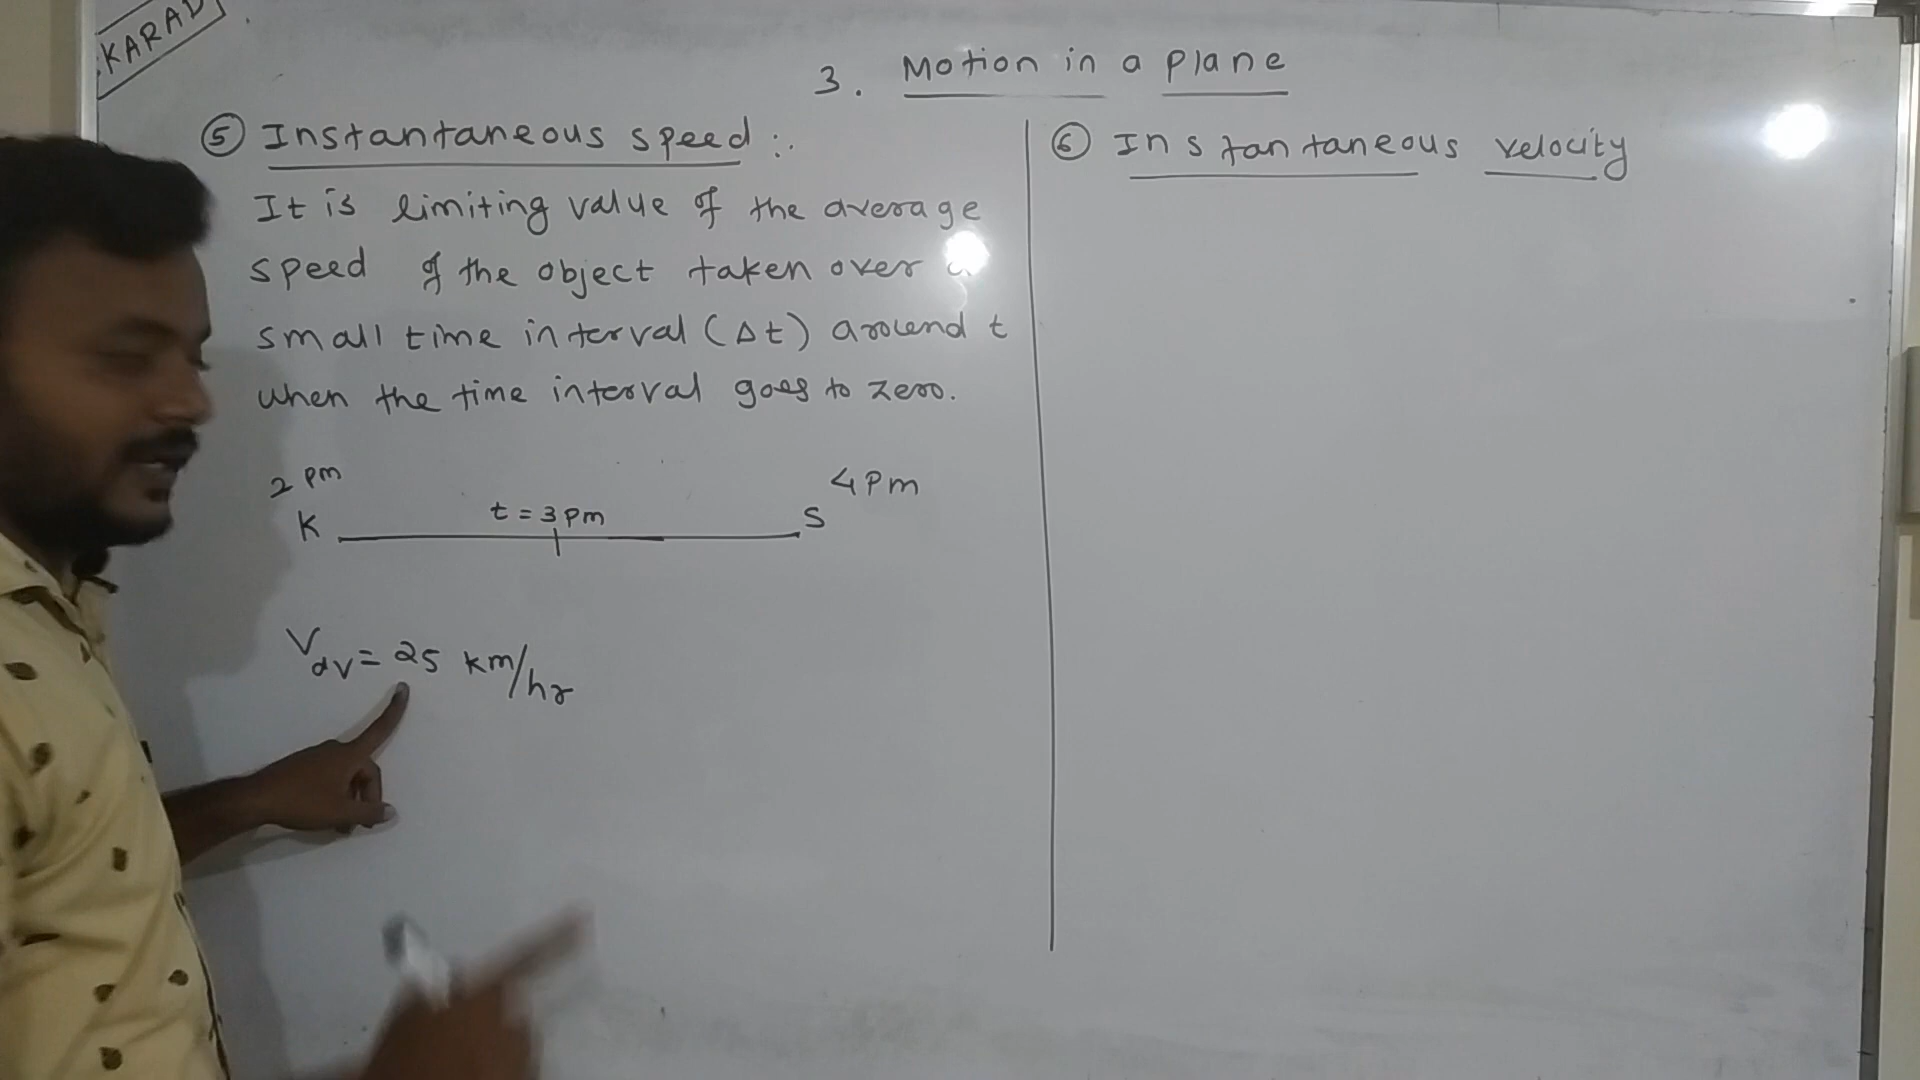 KARAD
3. Motion in a plane
⑤ Instantaneous speed :.
It is limiting value of the average
speed of the object taken over a
small time interval (Δt) around t
when the time interval goes to zero.
2 pm
4 Pm
K
t = 3 pm
S
Vav = 25 km/hr
⑥ Instantaneous velocity